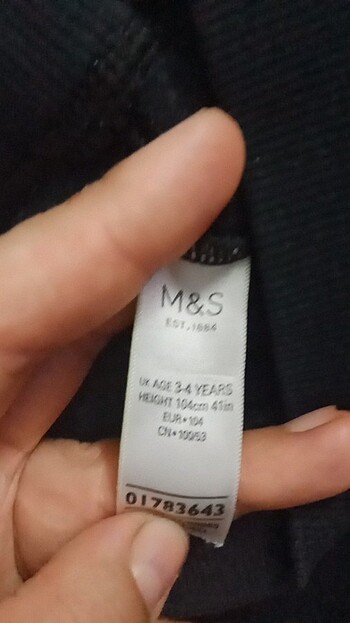 M&S
EST. 1884
UK AGE 3-4 YEARS
HEIGHT 104cm 41in
EUR•104
CN•100/53
01783643